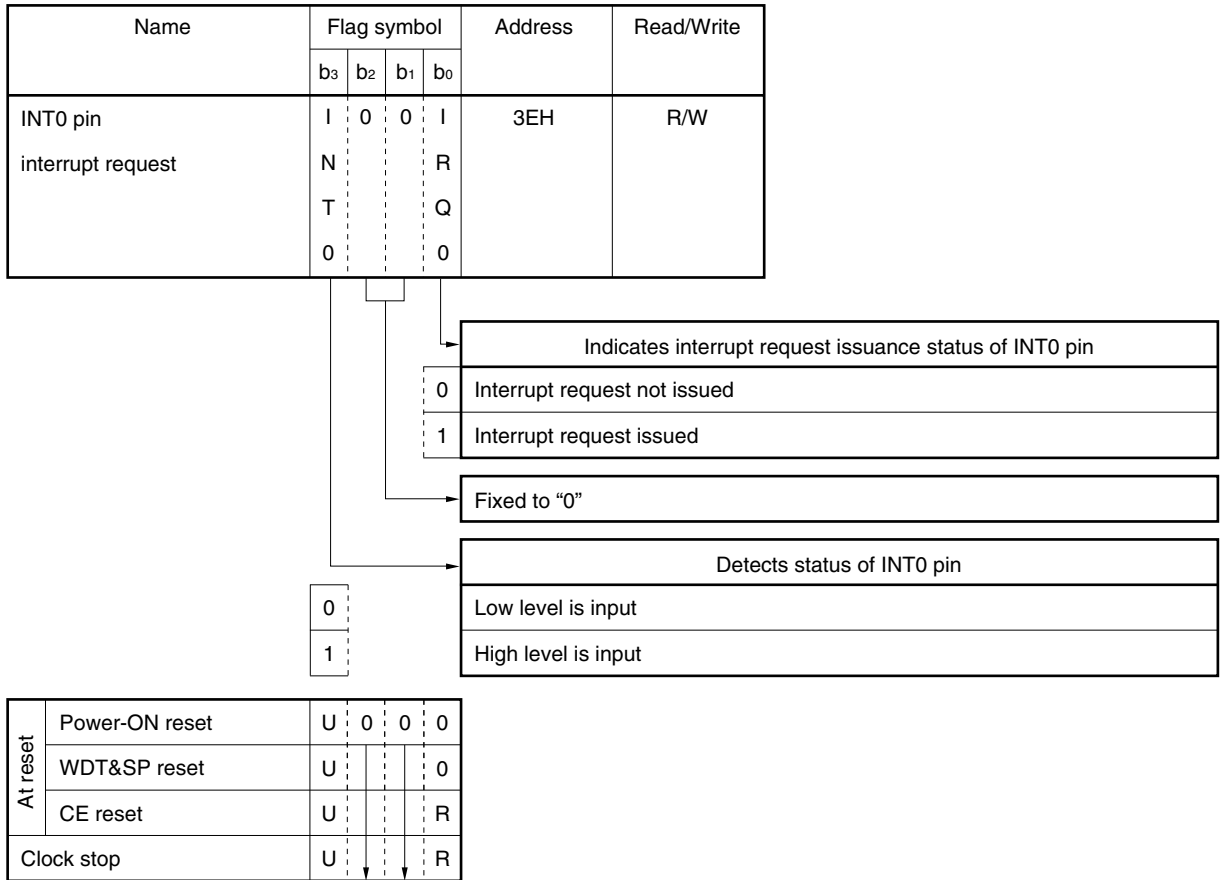 Name Flag symbol Address Read/Write
b3 b2 b1 b0
INT0 pin I 0 0 I 3EH R/W
interrupt request N R
T Q
0 0
Indicates interrupt request issuance status of INT0 pin
0 Interrupt request not issued
1 Interrupt request issued
Fixed to “0”
Detects status of INT0 pin
0 Low level is input
1 High level is input
At reset
Power-ON reset U 0 0 0
WDT&SP reset U 0
CE reset U R
Clock stop U R